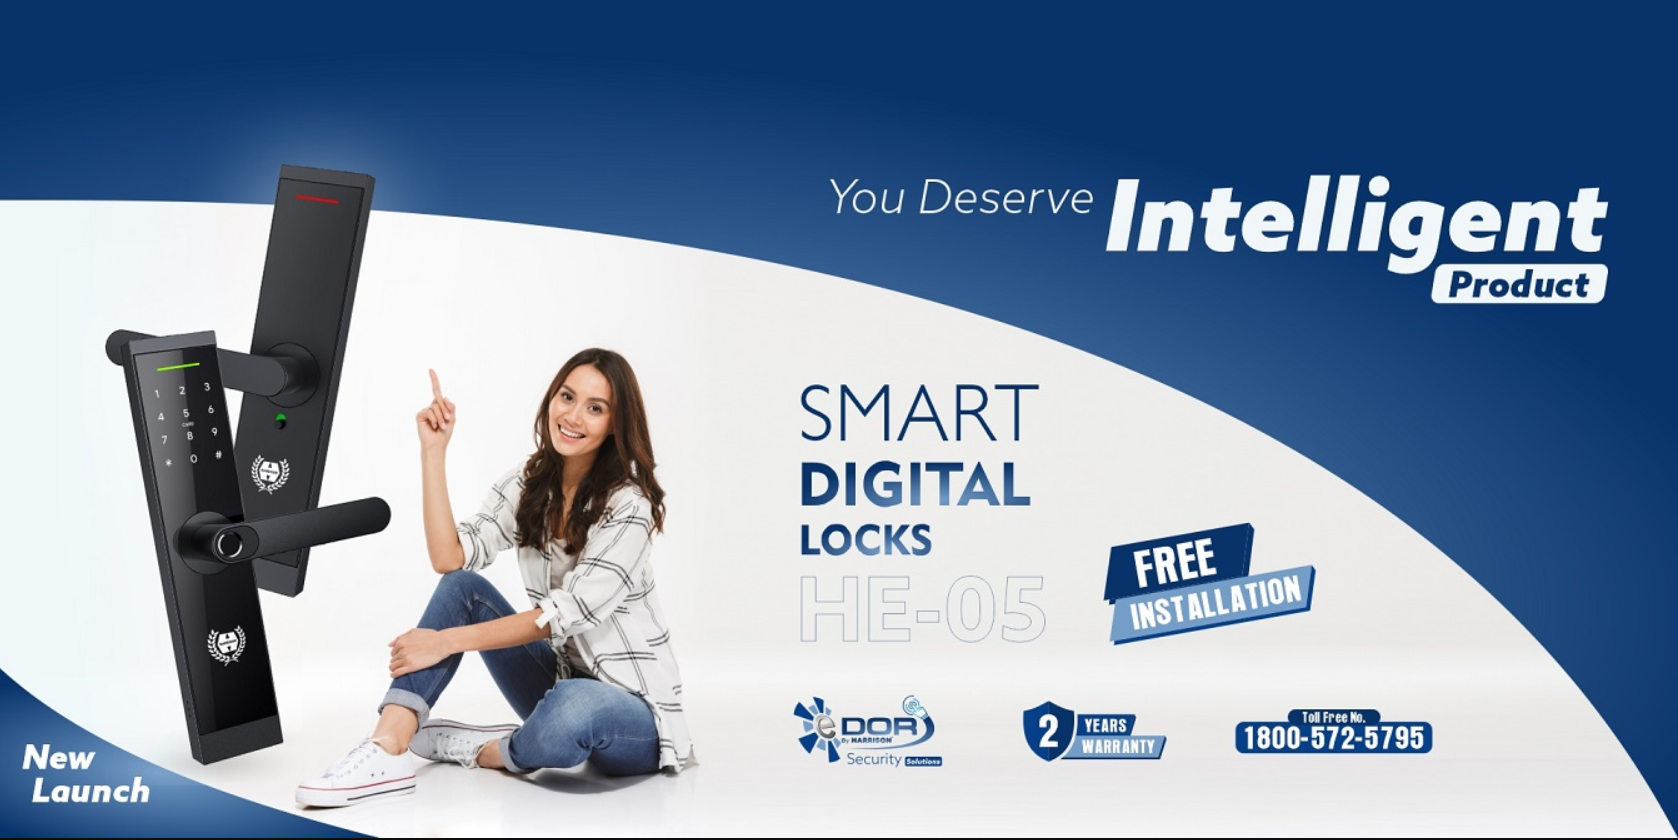 You Deserve Intelligent
Product
1 2 3
4 5 6
CARD
7 8 9
* 0 #
SMART
DIGITAL
LOCKS
HE-05
FREE
INSTALLATION
eDOR
By HARRISON
Security Solutions
2 YEARS
WARRANTY
Toll Free No.
1800-572-5795
New
Launch